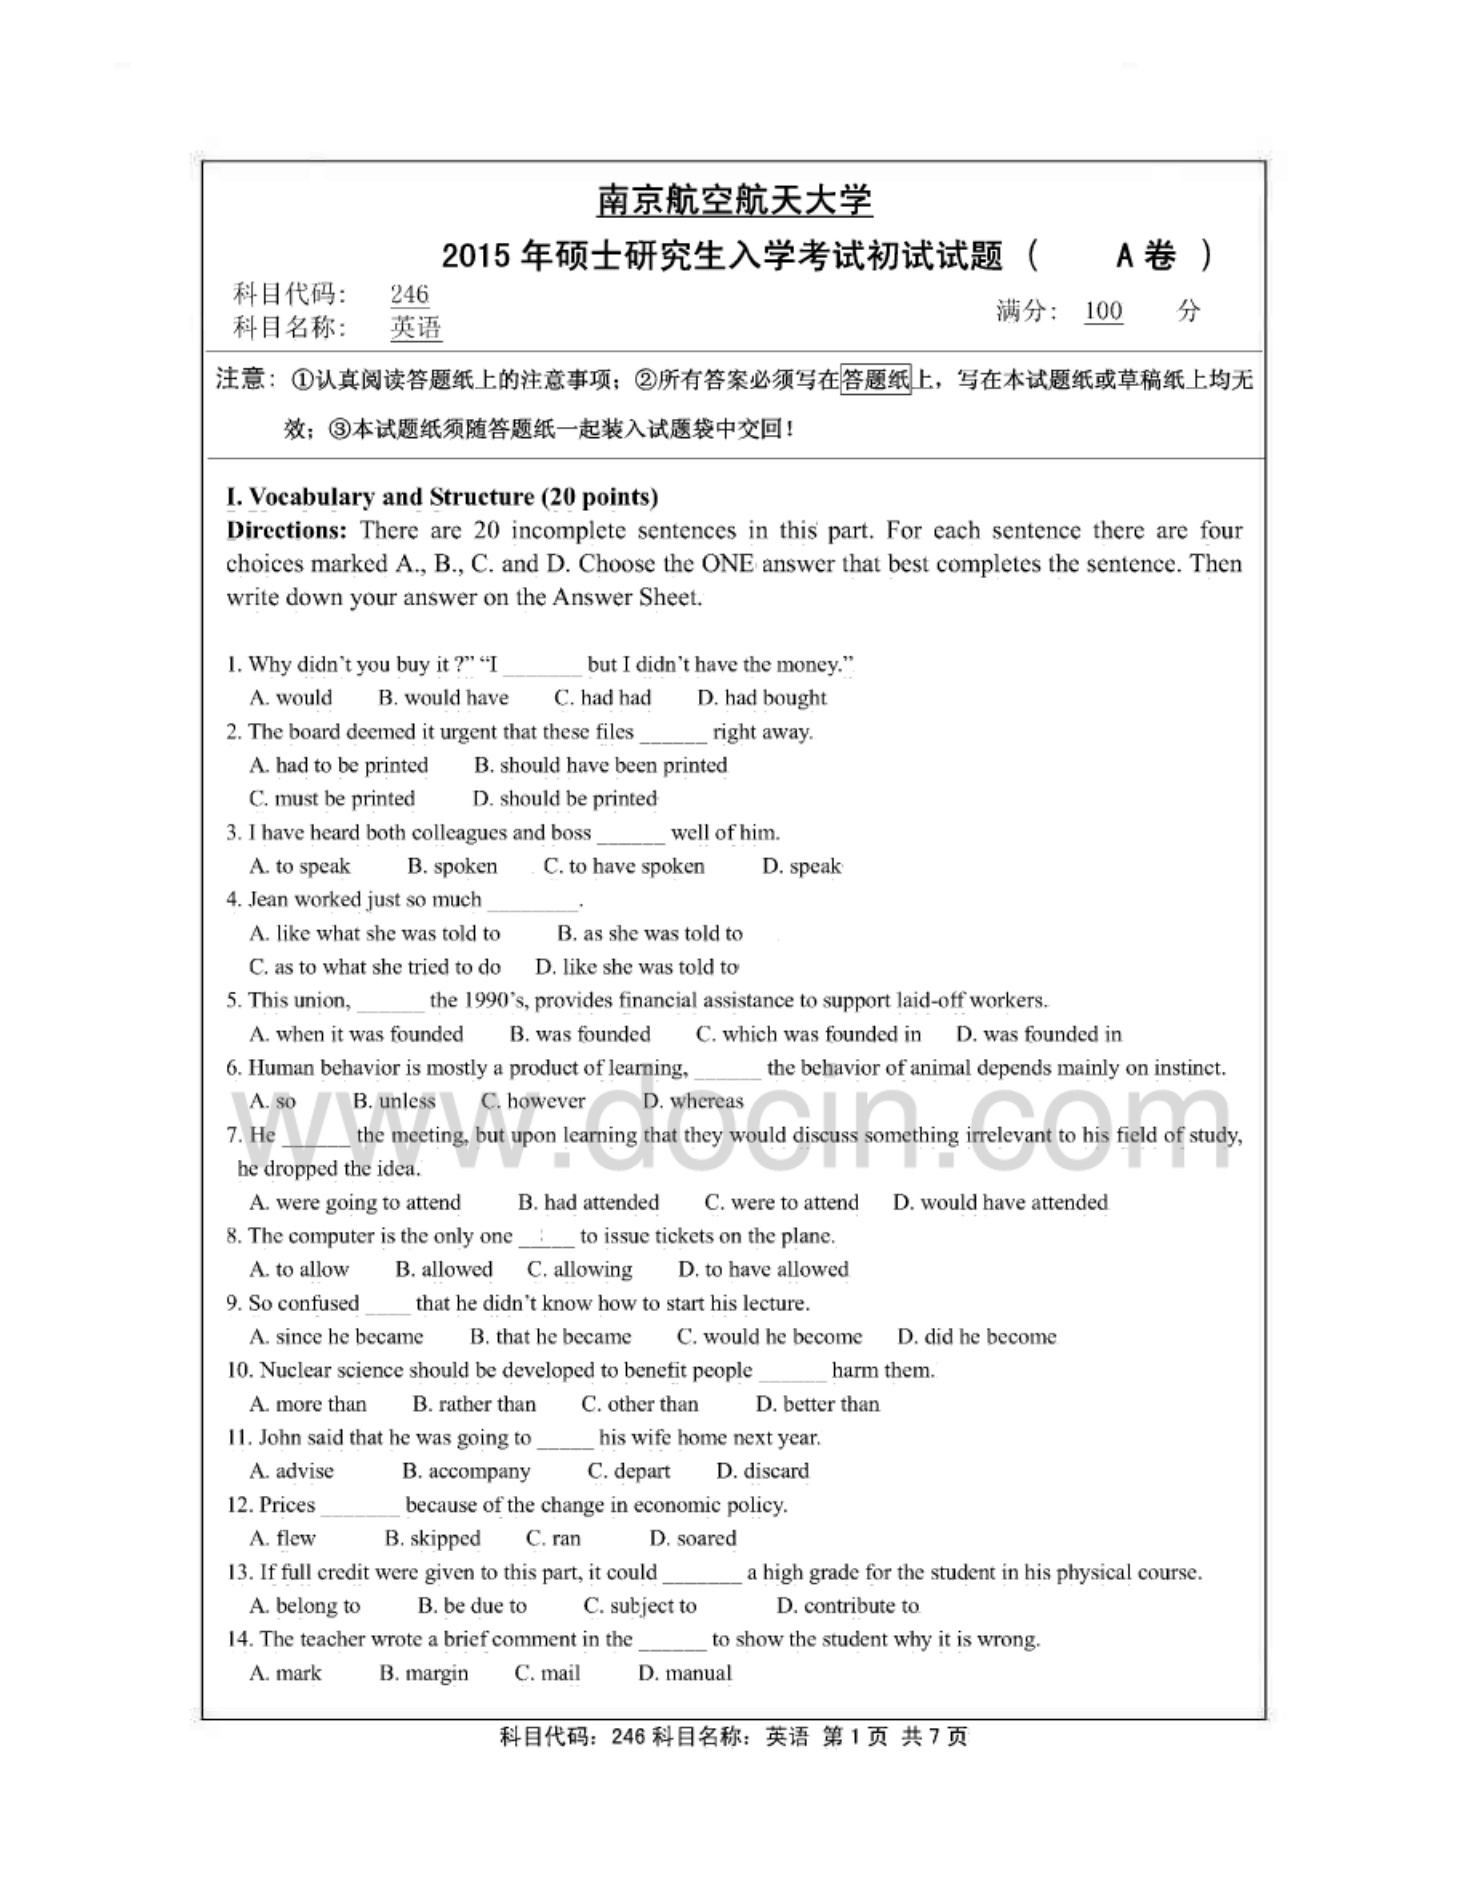 南京航空航天大学
2015 年硕士研究生入学考试初试试题（ A 卷 ）
科目代码： 246
满分： 100 分
科目名称： 英语
注意：①认真阅读答题纸上的注意事项；②所有答案必须写在答题纸上，写在本试题纸或草稿纸上均无
效；③本试题纸须随答题纸一起装入试题袋中交回！
I. Vocabulary and Structure (20 points)
Directions: There are 20 incomplete sentences in this part. For each sentence there are four
choices marked A., B., C. and D. Choose the ONE answer that best completes the sentence. Then
write down your answer on the Answer Sheet.
1. Why didn’t you buy it ?” “I _______ but I didn’t have the money.”
A. would B. would have C. had had D. had bought
2. The board deemed it urgent that these files ______ right away.
A. had to be printed B. should have been printed
C. must be printed D. should be printed
3. I have heard both colleagues and boss ______ well of him.
A. to speak B. spoken C. to have spoken D. speak
4. Jean worked just so much ________.
A. like what she was told to B. as she was told to
C. as to what she tried to do D. like she was told to
5. This union, ______ the 1990’s, provides financial assistance to support laid-off workers.
A. when it was founded B. was founded C. which was founded in D. was founded in
6. Human behavior is mostly a product of learning, ______ the behavior of animal depends mainly on instinct.
A. so B. unless C. however D. whereas
7. He ______ the meeting, but upon learning that they would discuss something irrelevant to his field of study,
he dropped the idea.
A. were going to attend B. had attended C. were to attend D. would have attended
8. The computer is the only one _____ to issue tickets on the plane.
A. to allow B. allowed C. allowing D. to have allowed
9. So confused ____ that he didn’t know how to start his lecture.
A. since he became B. that he became C. would he become D. did he become
10. Nuclear science should be developed to benefit people ______ harm them.
A. more than B. rather than C. other than D. better than
11. John said that he was going to _____ his wife home next year.
A. advise B. accompany C. depart D. discard
12. Prices _______ because of the change in economic policy.
A. flew B. skipped C. ran D. soared
13. If full credit were given to this part, it could _______ a high grade for the student in his physical course.
A. belong to B. be due to C. subject to D. contribute to
14. The teacher wrote a brief comment in the ______ to show the student why it is wrong.
A. mark B. margin C. mail D. manual
科目代码：246 科目名称：英语 第 1 页 共 7 页
www.docin.com